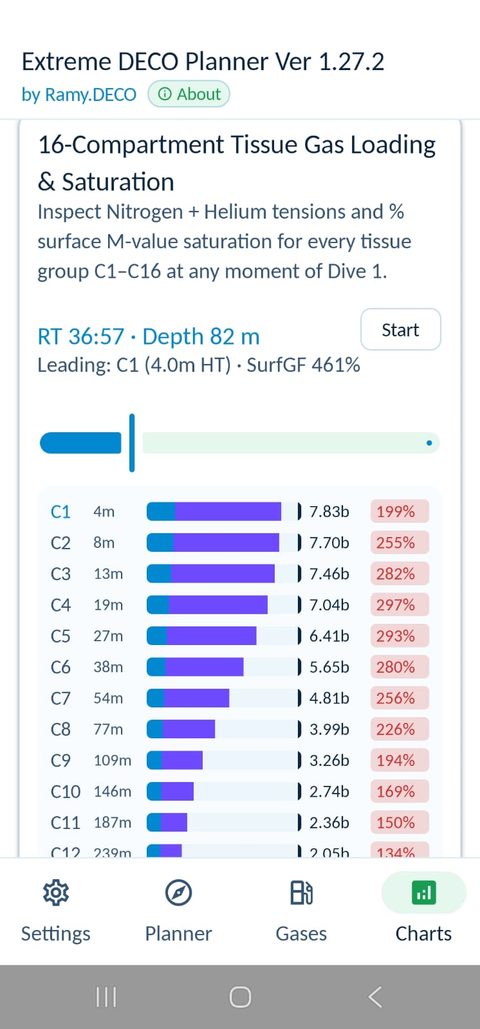 Extreme DECO Planner Ver 1.27.2
by Ramy.DECO About
16-Compartment Tissue Gas Loading
& Saturation
Inspect Nitrogen + Helium tensions and %
surface M-value saturation for every tissue
group C1–C16 at any moment of Dive 1.
RT 36:57 · Depth 82 m
Start
Leading: C1 (4.0m HT) · SurfGF 461%
C1 4m 7.83b 199%
C2 8m 7.70b 255%
C3 13m 7.46b 282%
C4 19m 7.04b 297%
C5 27m 6.41b 293%
C6 38m 5.65b 280%
C7 54m 4.81b 256%
C8 77m 3.99b 226%
C9 109m 3.26b 194%
C10 146m 2.74b 169%
C11 187m 2.36b 150%
C12 239m 2.05b 134%
Settings Planner Gases Charts